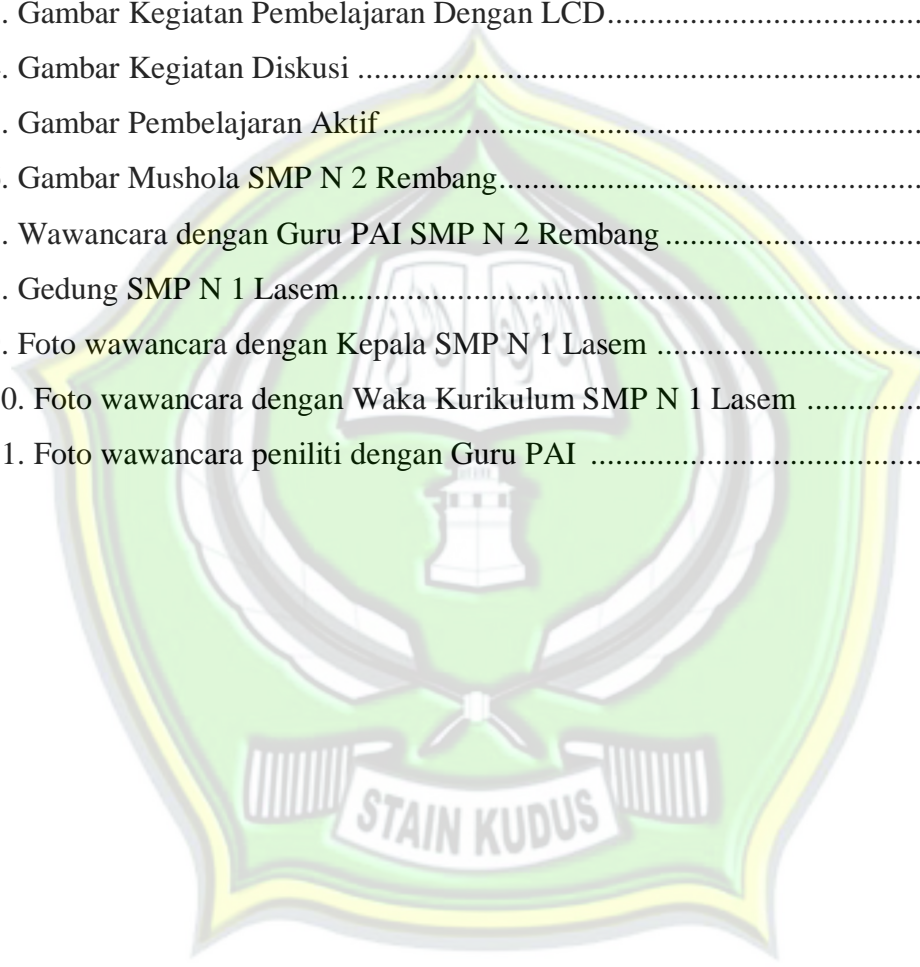 . Gambar Kegiatan Pembelajaran Dengan LCD......................................
. Gambar Kegiatan Diskusi .....................................................................
. Gambar Pembelajaran Aktif..................................................................
. Gambar Mushola SMP N 2 Rembang...................................................
. Wawancara dengan Guru PAI SMP N 2 Rembang ...............................
. Gedung SMP N 1 Lasem.......................................................................
. Foto wawancara dengan Kepala SMP N 1 Lasem ................................
0. Foto wawancara dengan Waka Kurikulum SMP N 1 Lasem ..............
1. Foto wawancara peniliti dengan Guru PAI ........................................
STAIN KUDUS